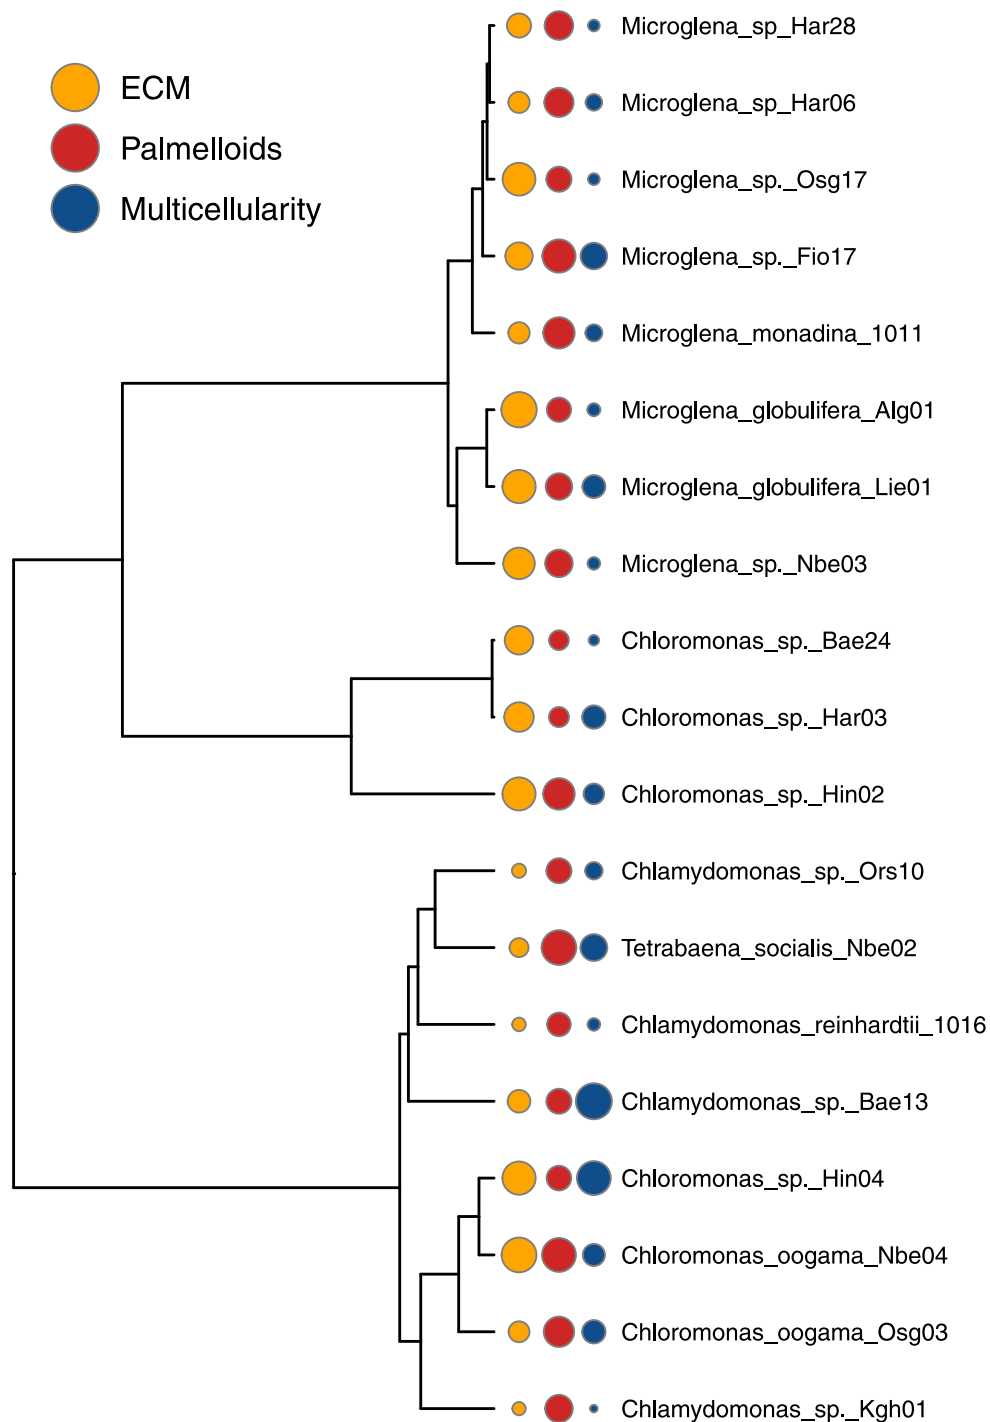 ECM
Palmelloids
Multicellularity
Microglena_sp_Har28
Microglena_sp_Har06
Microglena_sp._Osg17
Microglena_sp._Fio17
Microglena_monadina_1011
Microglena_globulifera_Alg01
Microglena_globulifera_Lie01
Microglena_sp._Nbe03
Chloromonas_sp._Bae24
Chloromonas_sp._Har03
Chloromonas_sp._Hin02
Chlamydomonas_sp._Ors10
Tetrabaena_socialis_Nbe02
Chlamydomonas_reinhardtii_1016
Chlamydomonas_sp._Bae13
Chloromonas_sp._Hin04
Chloromonas_oogama_Nbe04
Chloromonas_oogama_Osg03
Chlamydomonas_sp._Kgh01